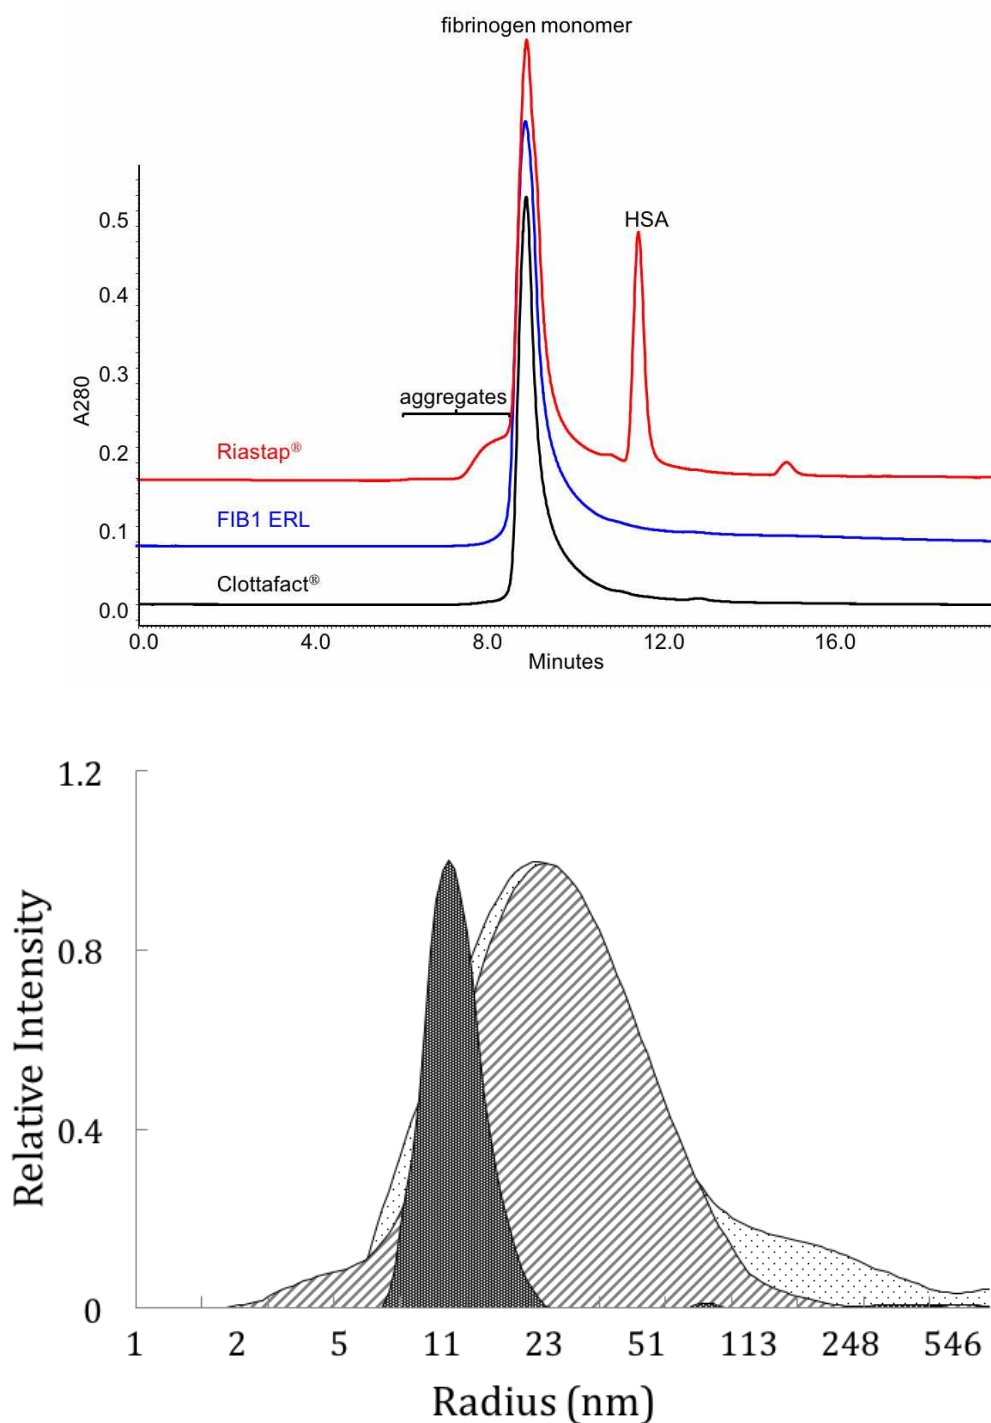 fibrinogen monomer
HSA
0.5
0.4
0.3
0.2
0.1
0.0
A280
aggregates
Riastap®
FIB1 ERL
Clottafact®
0.0 4.0 8.0 12.0 16.0
Minutes
1.2
0.8
0.4
0
Relative Intensity
1 2 5 11 23 51 113 248 546
Radius (nm)